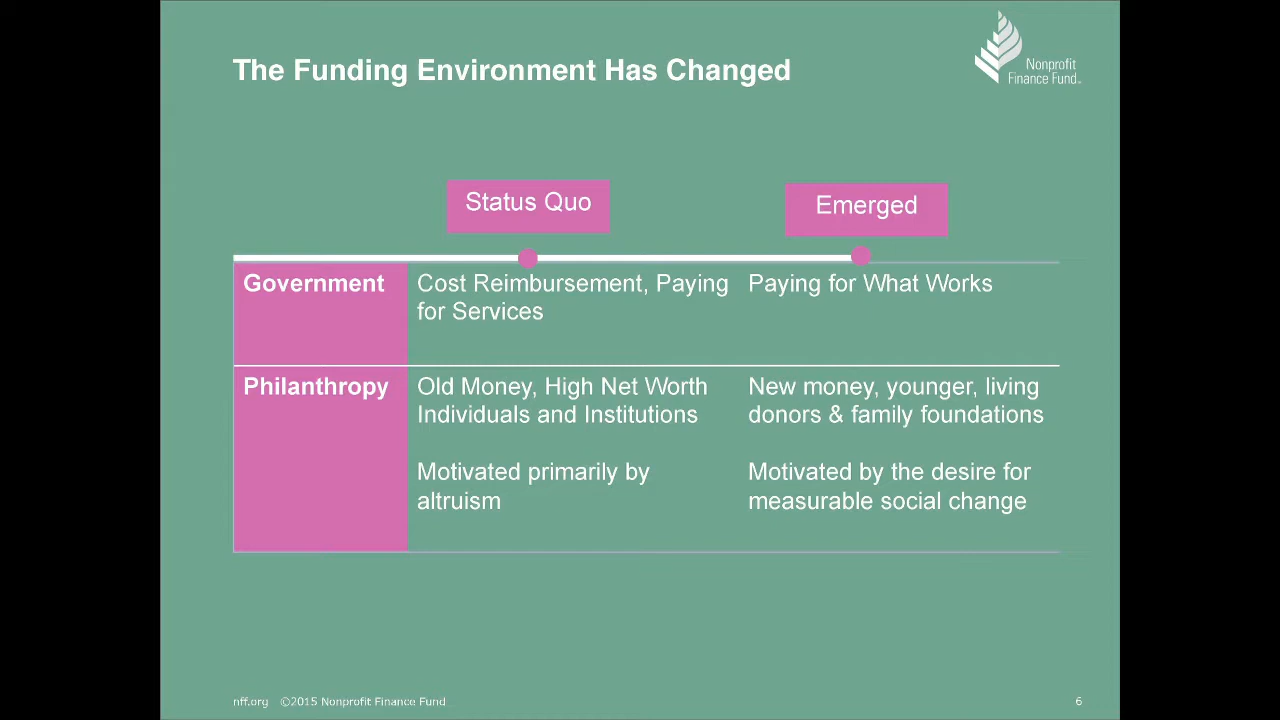 The Funding Environment Has Changed
Nonprofit
Finance Fund™
Status Quo
Emerged
Government
Cost Reimbursement, Paying
for Services
Paying for What Works
Philanthropy
Old Money, High Net Worth
Individuals and Institutions
Motivated primarily by
altruism
New money, younger, living
donors & family foundations
Motivated by the desire for
measurable social change
nff.org ©2015 Nonprofit Finance Fund
6